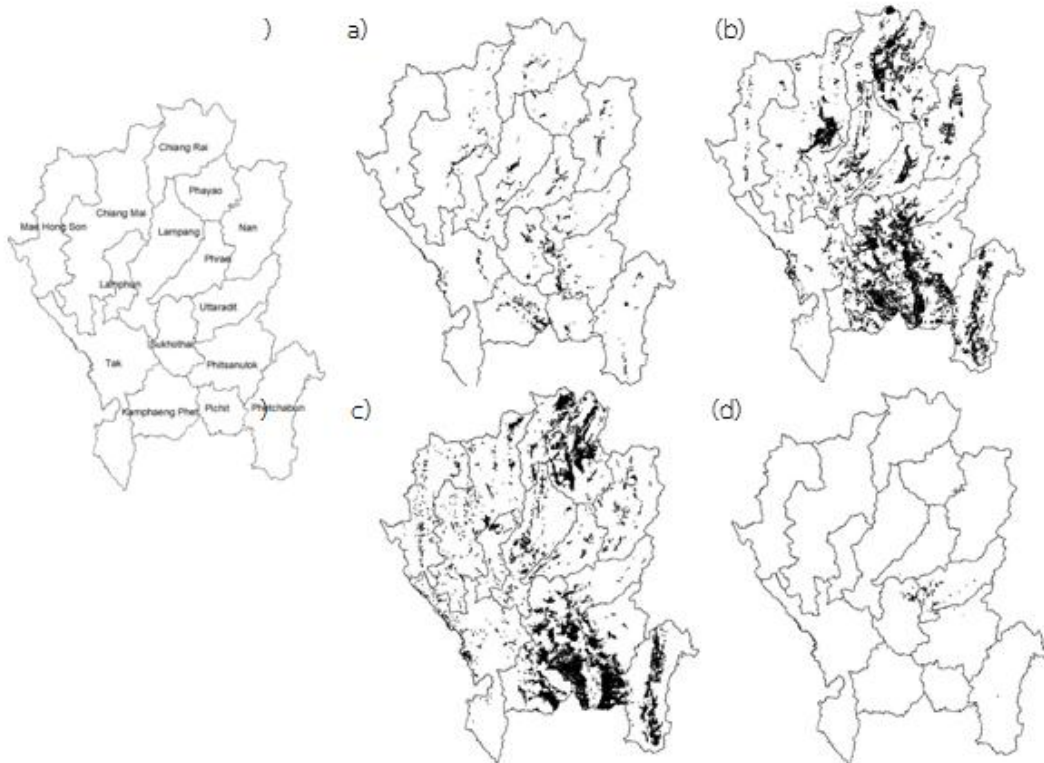 ) a) (b)
Chiang Rai
Phayao
Chiang Mai
Mae Hong Son
Lampang
Nan
Phrae
Lamphun
Uttaradit
Sukhothai
Tak
Phitsanulok
Kamphaeng Phet
Pichit
Phetchabun
) c) (d)